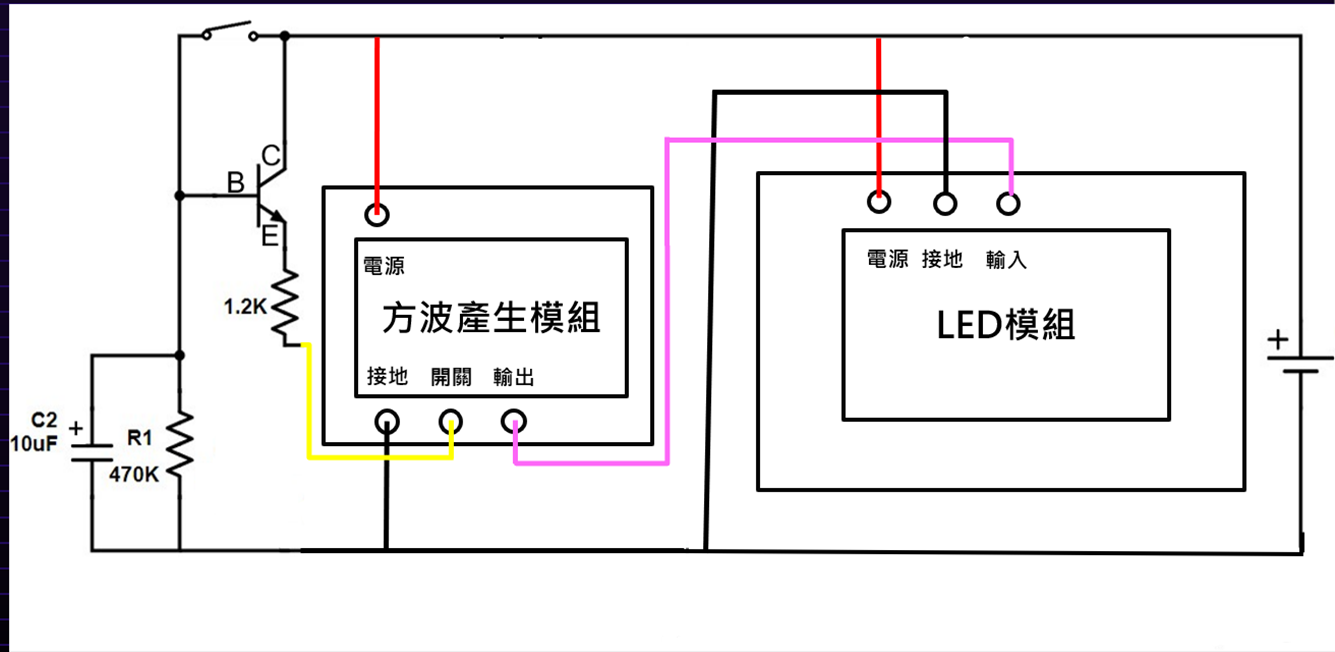 C
B
E
1.2K
電源
方波產生模組
接地 開關 輸出
電源 接地 輸入
LED模組
+
C2
10uF
+
R1
470K